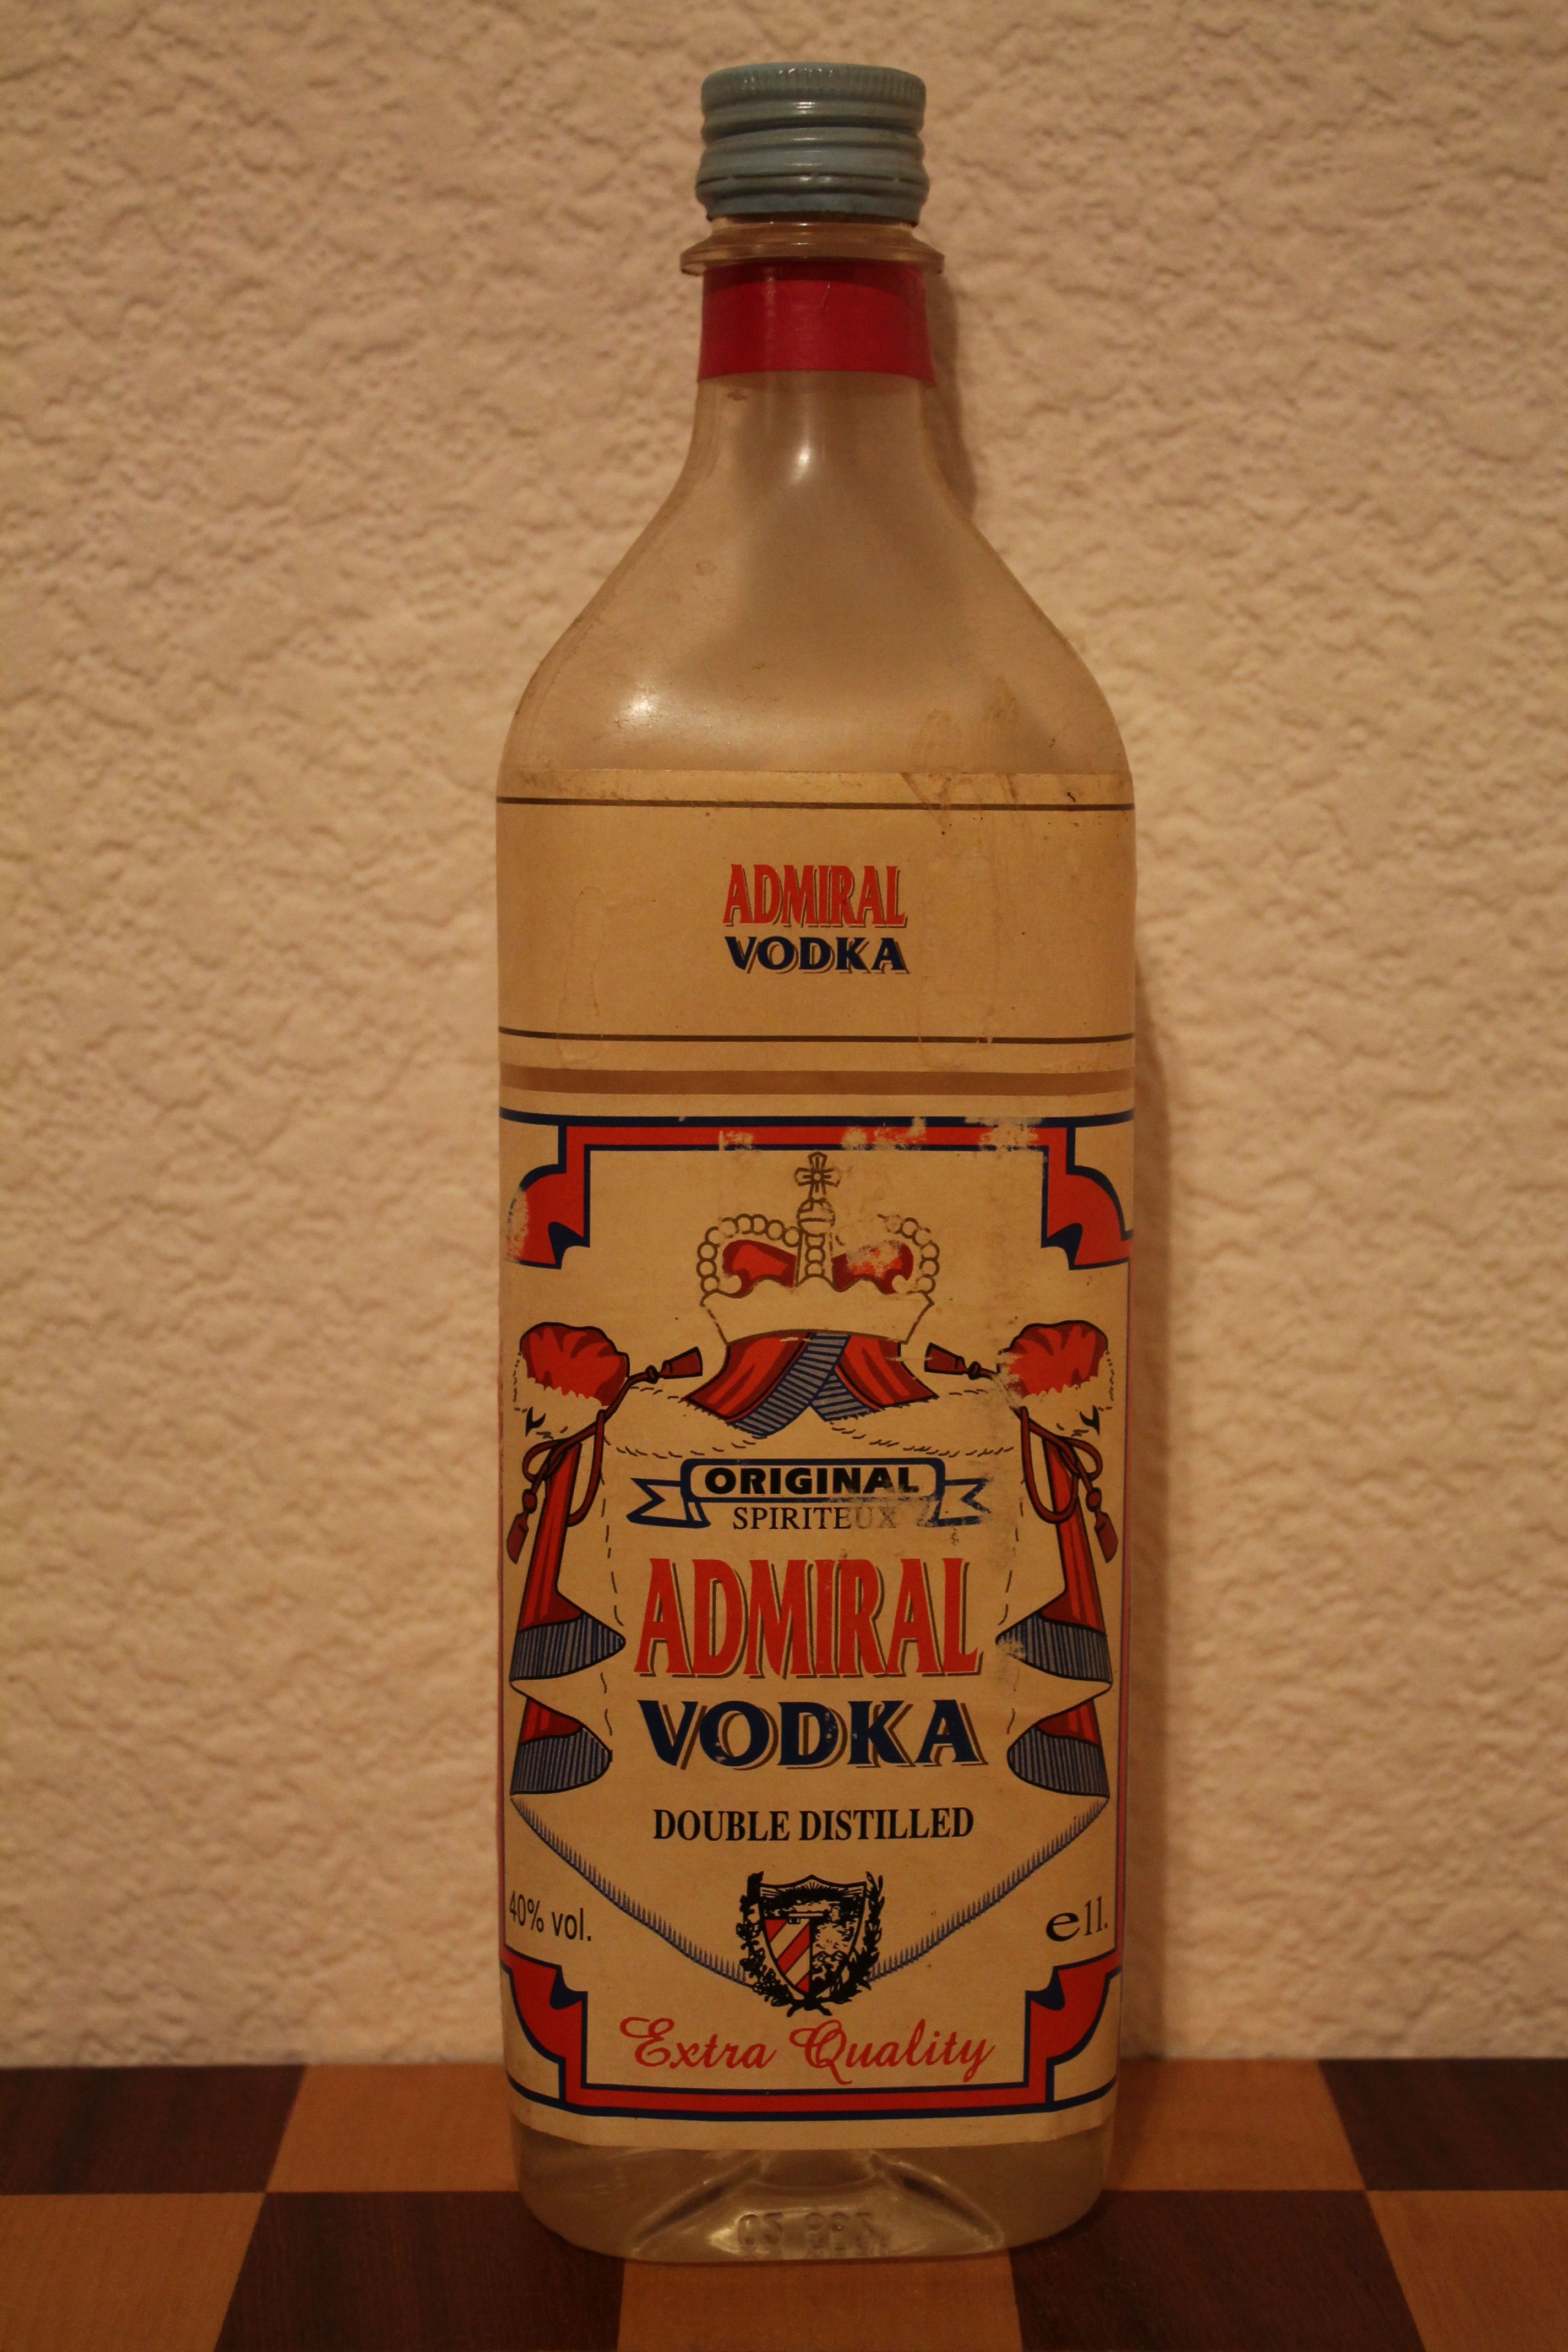 ADMIRAL
VODKA
ORIGINAL
SPIRITEUX
ADMIRAL
VODKA
DOUBLE DISTILLED
40% vol.
e1l.
Extra Quality